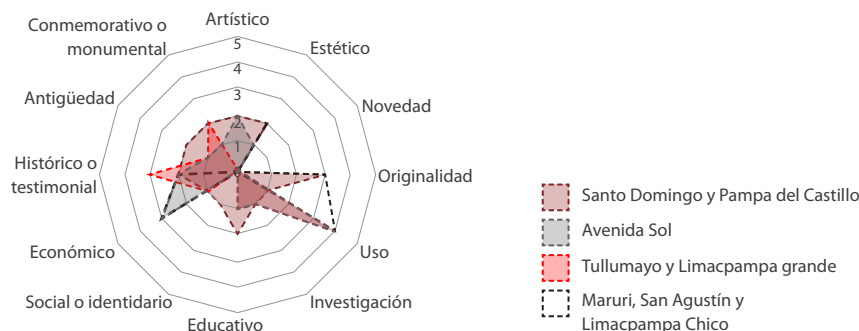 Artístico
Conmemorativo o
monumental
Estético
5
4
3
2
1
Antigüedad
Novedad
Histórico o
testimonial
Originalidad
Económico
Uso
Social o identidario
Investigación
Educativo
Santo Domingo y Pampa del Castillo
Avenida Sol
Tullumayo y Limacpampa grande
Maruri, San Agustín y
Limacpampa Chico